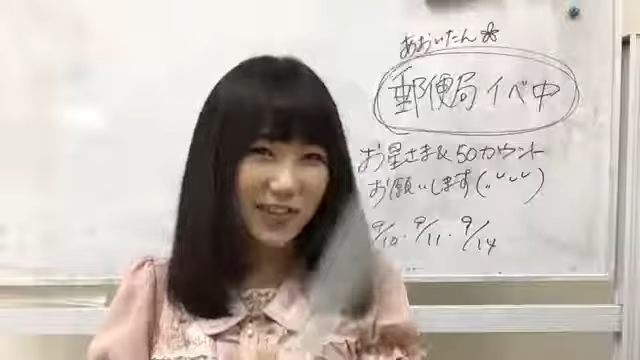 あおいたん
郵便局イベ中
お星さま&50カウント
お願いします(
9/10・9/11・9/14